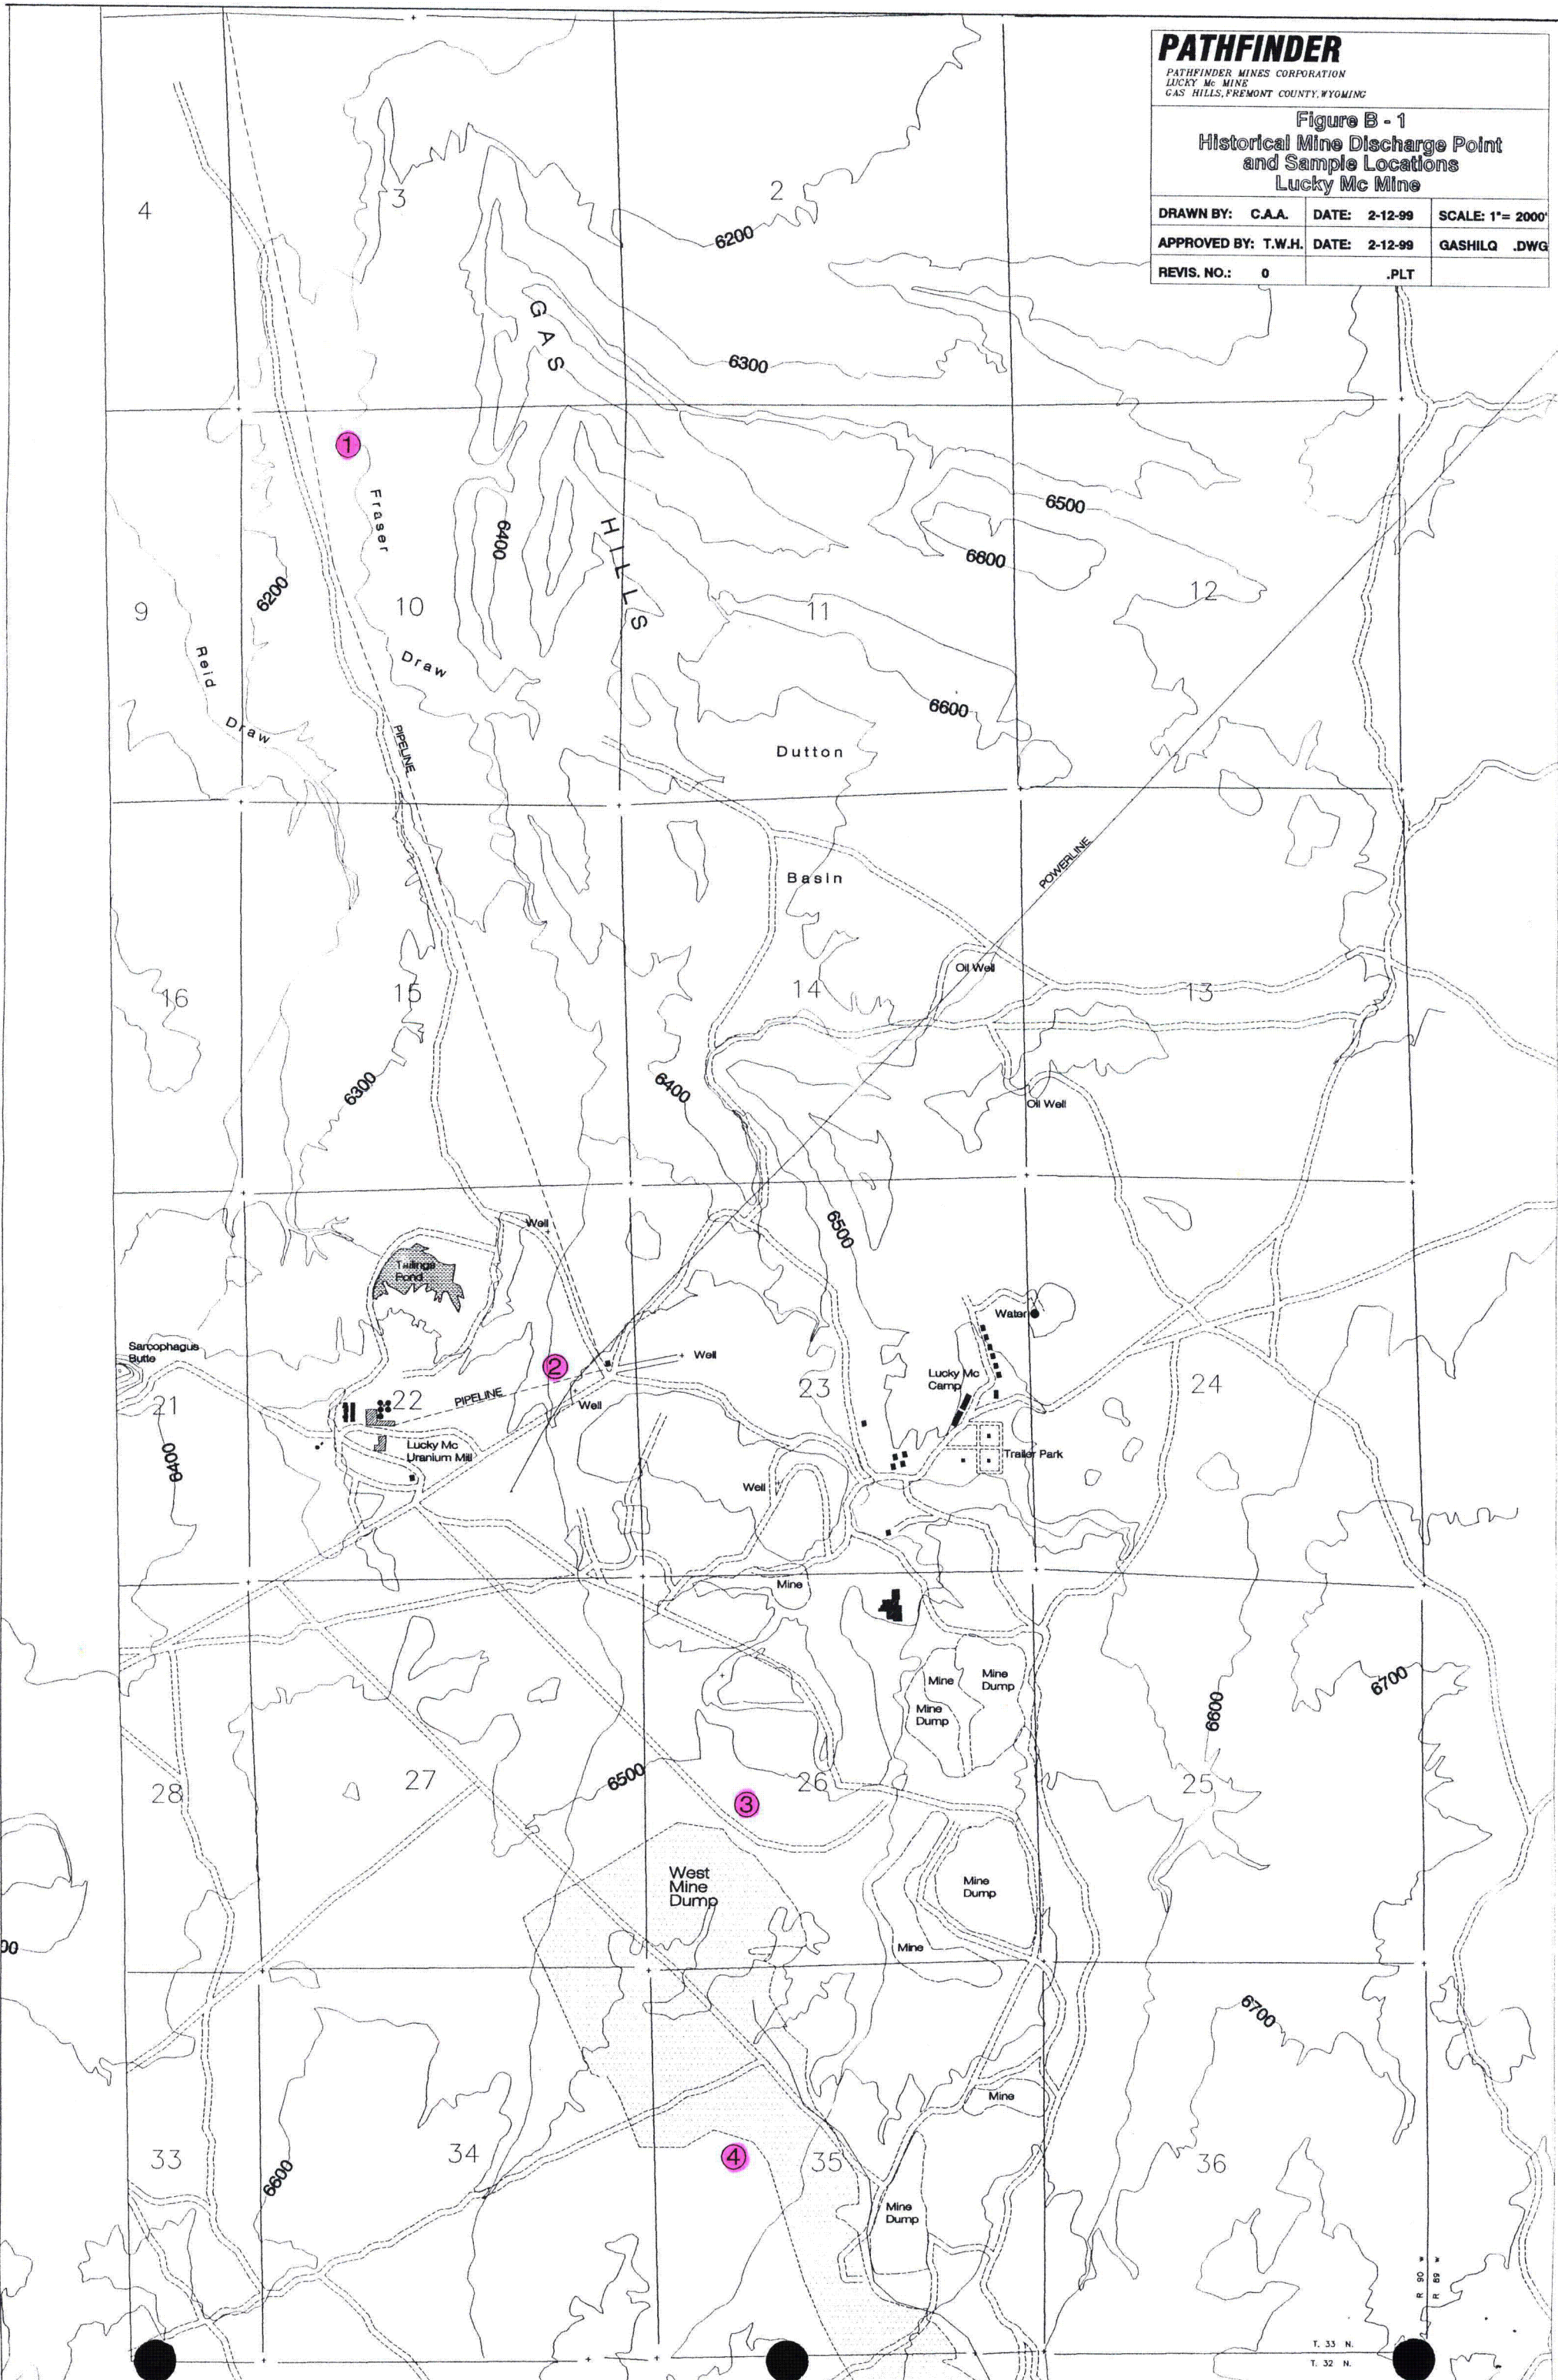 PATHFINDER
PATHFINDER MINES CORPORATION
LUCKY Mc MINE
GAS HILLS, FREMONT COUNTY, WYOMING
Figure B - 1
Historical Mine Discharge Point
and Sample Locations
Lucky Mc Mine
DRAWN BY: C.A.A. DATE: 2-12-99 SCALE: 1"= 2000'
APPROVED BY: T.W.H. DATE: 2-12-99 GASHILQ .DWG
REVIS. NO.: 0 .PLT
4
3
2
6200
GAS
6300
1
Fraser
6400
HILLS
6500
6600
6200
9
10
11
12
Reid
Draw
Draw
6600
PIPELINE
Dutton
POWERLINE
Basin
Oil Well
16
15
14
13
6300
6400
Oil Well
Well
6500
Tailings
Pond
Water
Sarcophagus
Butte
2
Well
Lucky Mc
Camp
21
22
PIPELINE
23
24
Well
6400
Lucky Mc
Uranium Mill
Trailer Park
Well
Mine
Mine
Mine
Dump
6700
Mine
Dump
6600
28
27
6500
26
25
3
West
Mine
Dump
Mine
Dump
Mine
00
6700
Mine
33
34
4
35
36
6600
Mine
Dump
R 90 W
R 89 W
T. 33 N.
T. 32 N.